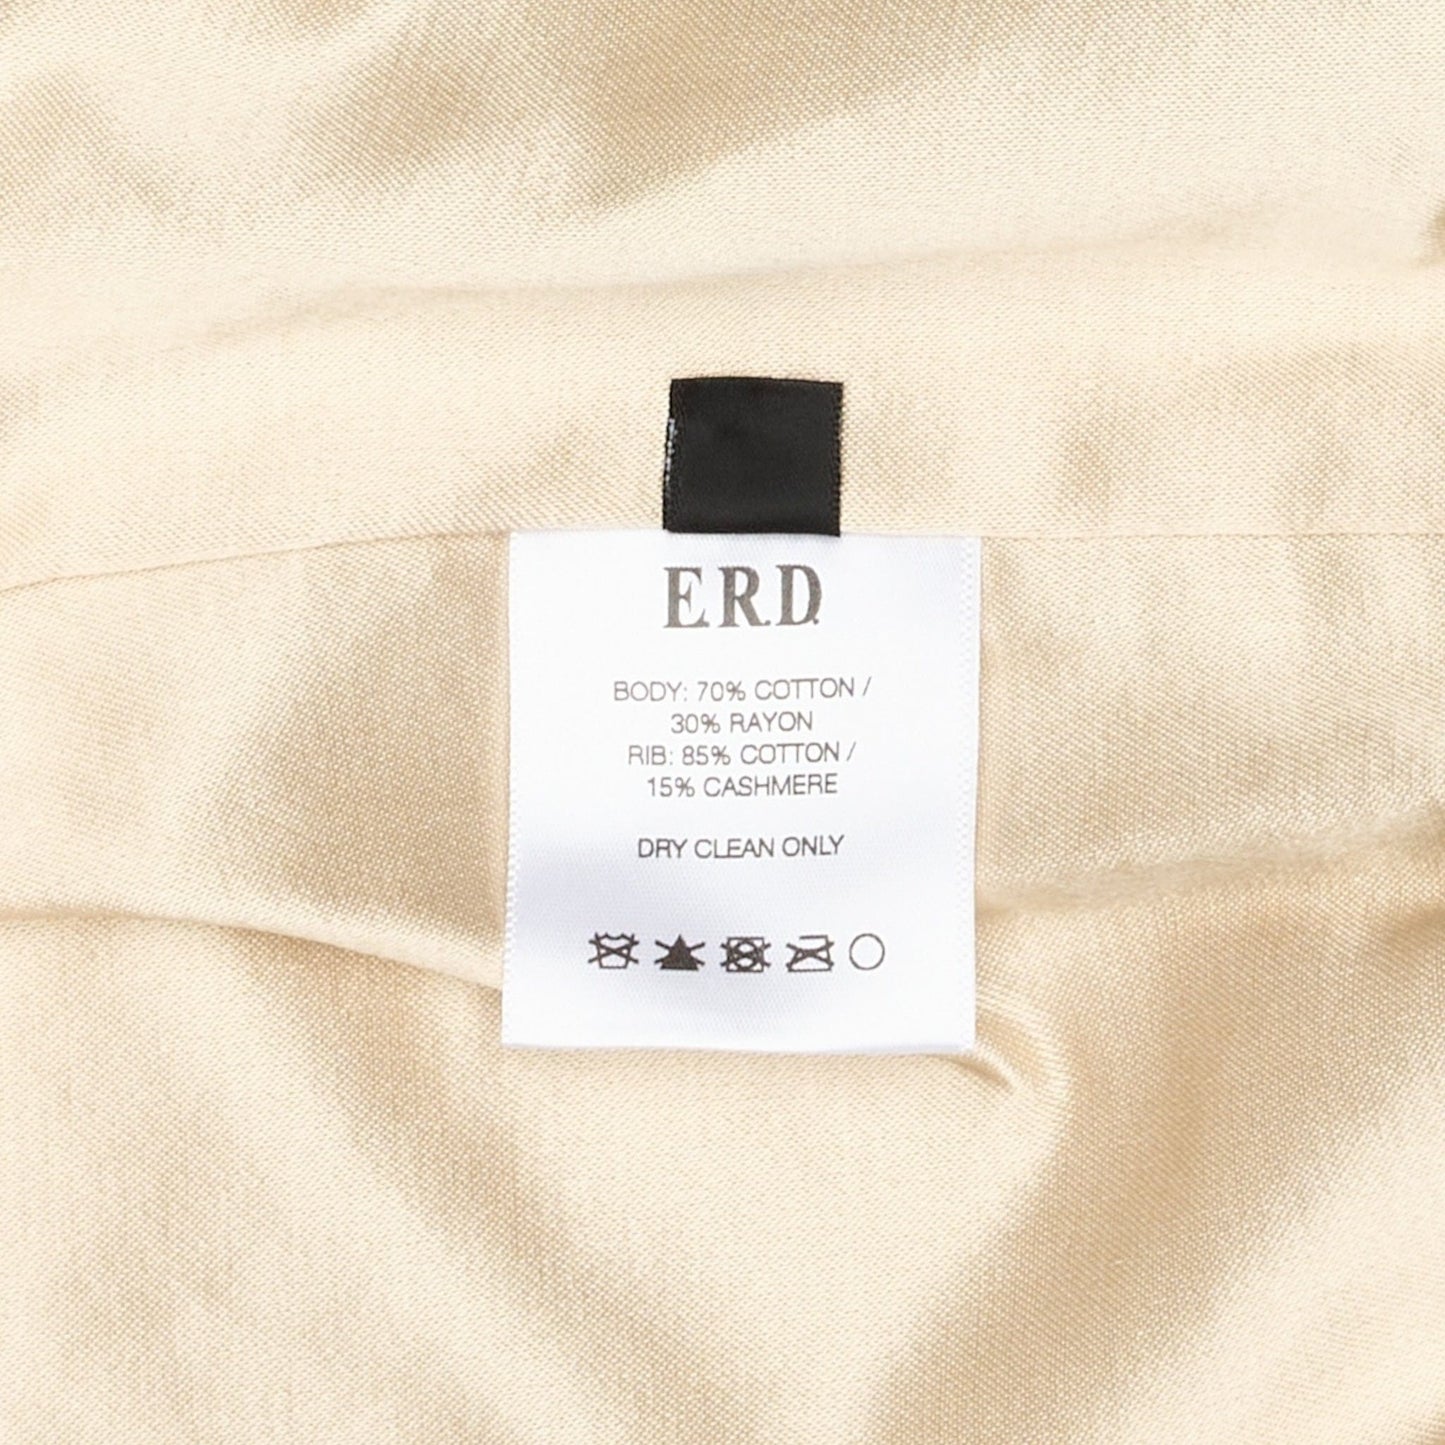 E.R.D.
BODY: 70% COTTON /
30% RAYON
RIB: 85% COTTON /
15% CASHMERE
DRY CLEAN ONLY